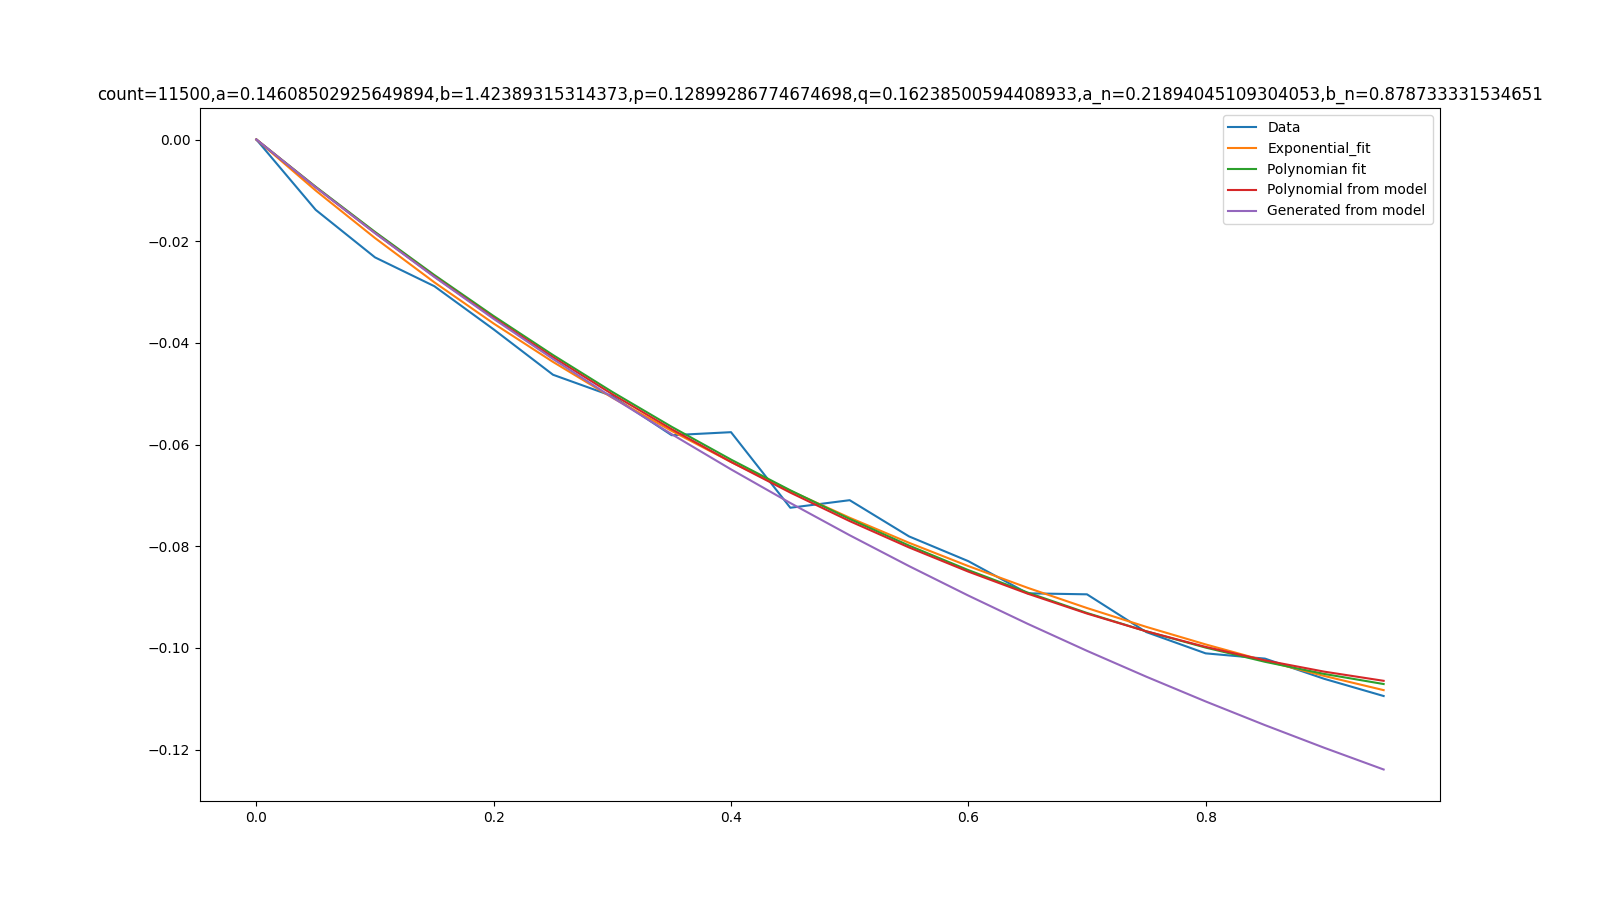 count=11500,a=0.14608502925649894,b=1.42389315314373,p=0.12899286774674698,q=0.16238500594408933,a_n=0.21894045109304053,b_n=0.878733331534651
Data
Exponential_fit
Polynomian fit
Polynomial from model
Generated from model
0.00
−0.02
−0.04
−0.06
−0.08
−0.10
−0.12
0.0 0.2 0.4 0.6 0.8